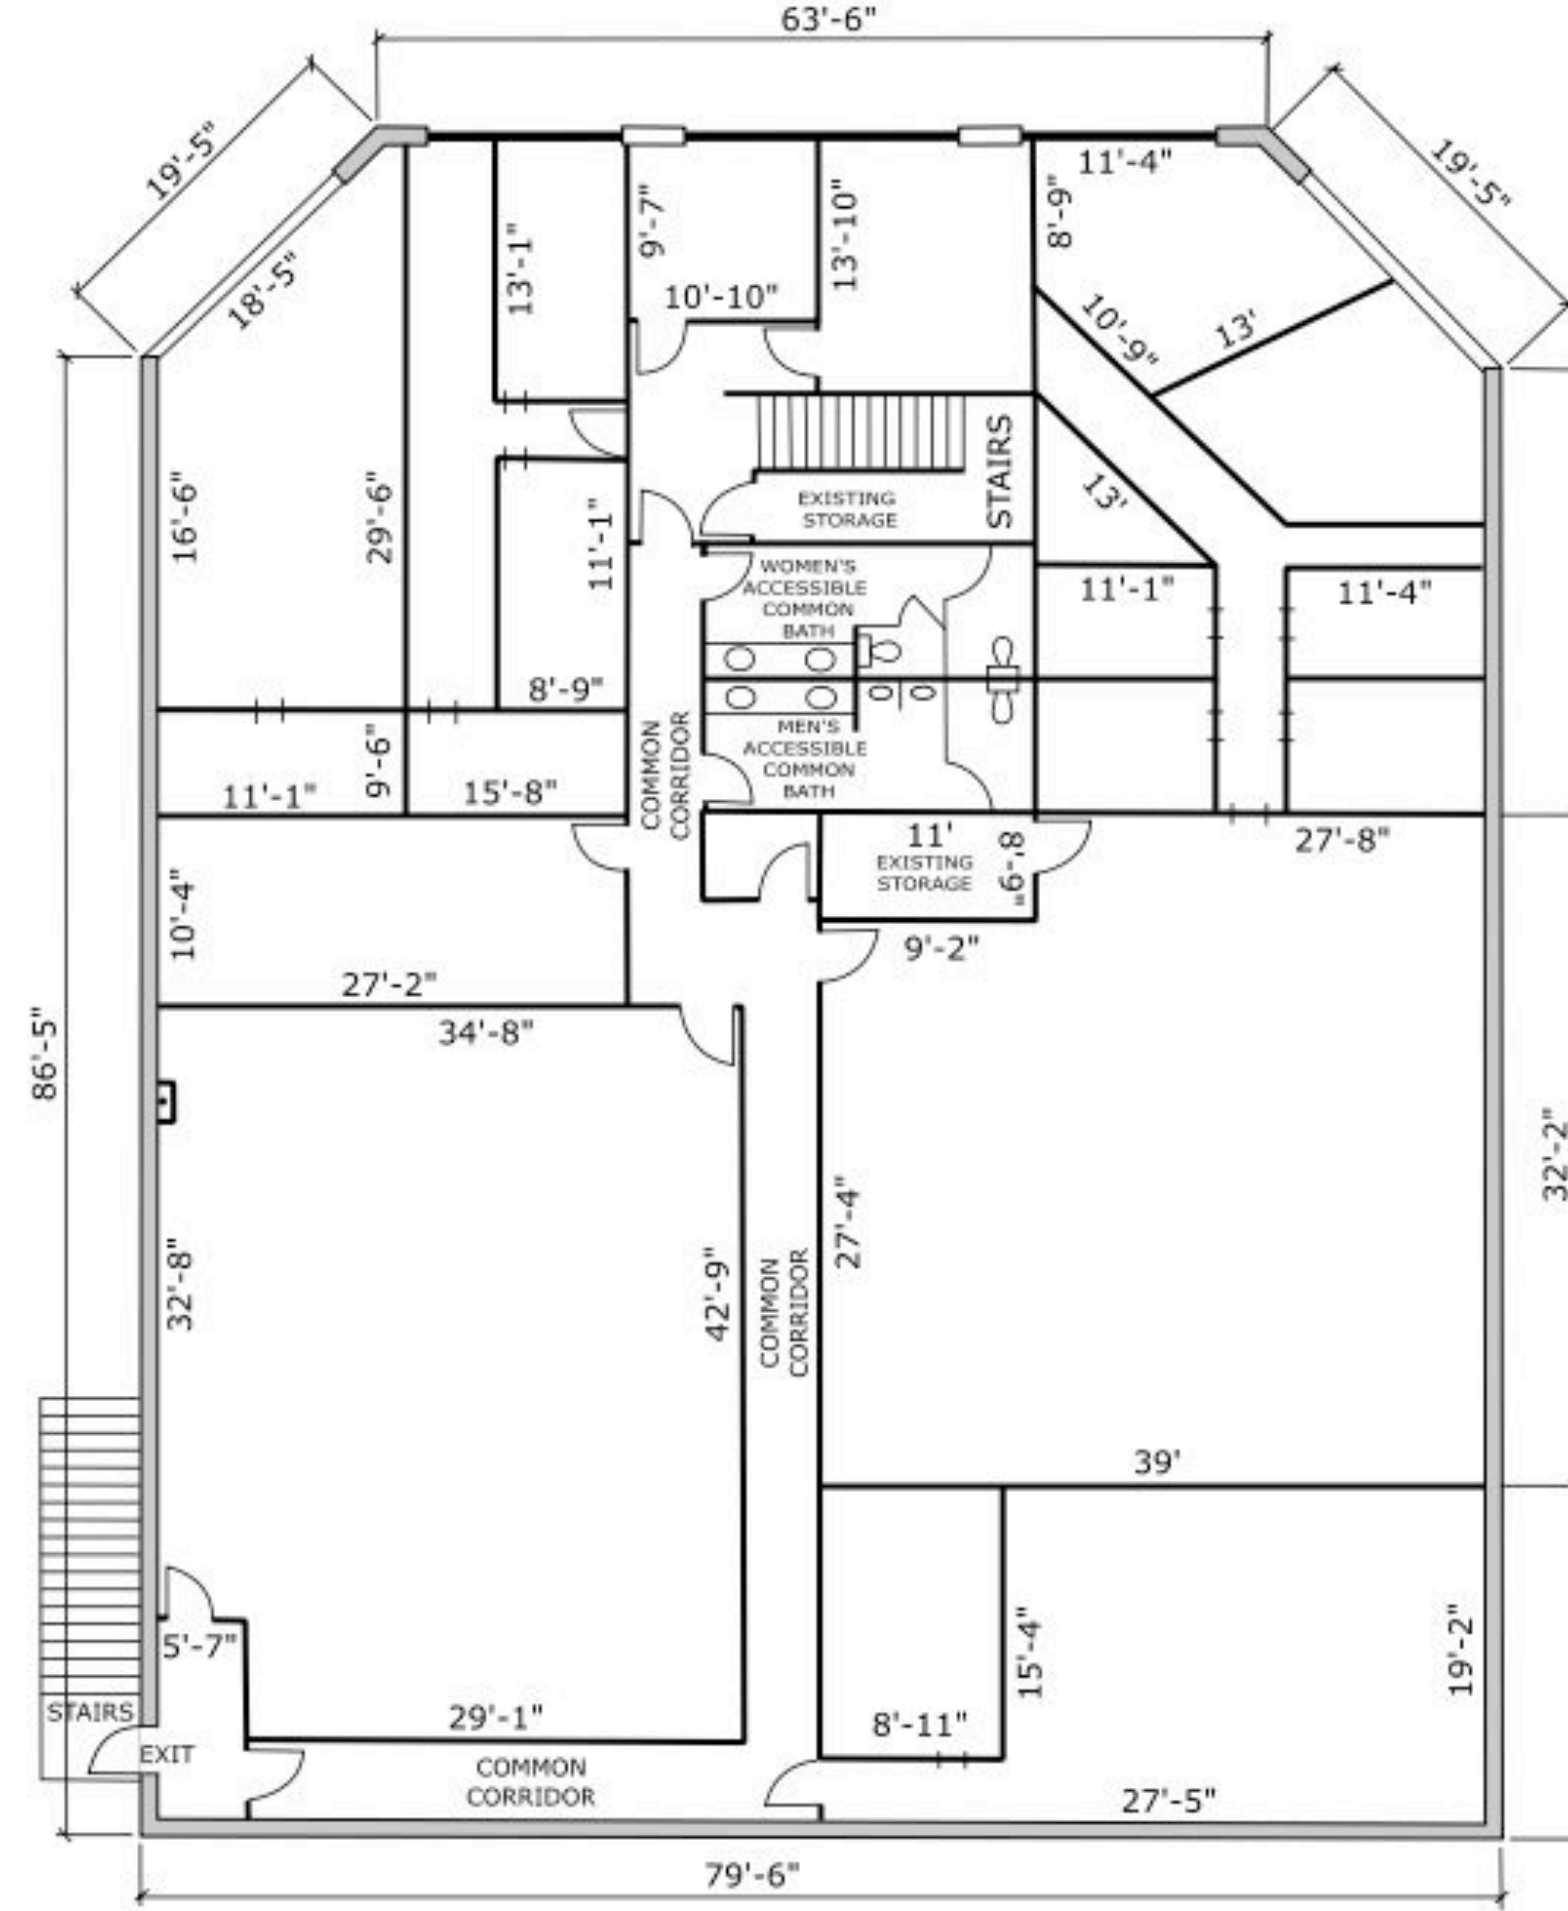 63'-6"
19'-5"
19'-5"
18'-5"
13'-1"
9'-7"
10'-10"
13'-10"
8'-9"
11'-4"
10'-9"
13'
13'
16'-6"
29'-6"
11'-1"
8'-9"
EXISTING
STORAGE
STAIRS
WOMEN'S
ACCESSIBLE
COMMON
BATH
11'-1"
11'-4"
MEN'S
ACCESSIBLE
COMMON
BATH
COMMON
CORRIDOR
9'-6"
11'-1"
15'-8"
10'-4"
27'-2"
11'
EXISTING
STORAGE
8'-9"
9'-2"
27'-8"
34'-8"
86'-5"
32'-8"
42'-9"
COMMON
CORRIDOR
27'-4"
32'-2"
39'
5'-7"
STAIRS
EXIT
29'-1"
COMMON
CORRIDOR
8'-11"
15'-4"
19'-2"
27'-5"
79'-6"